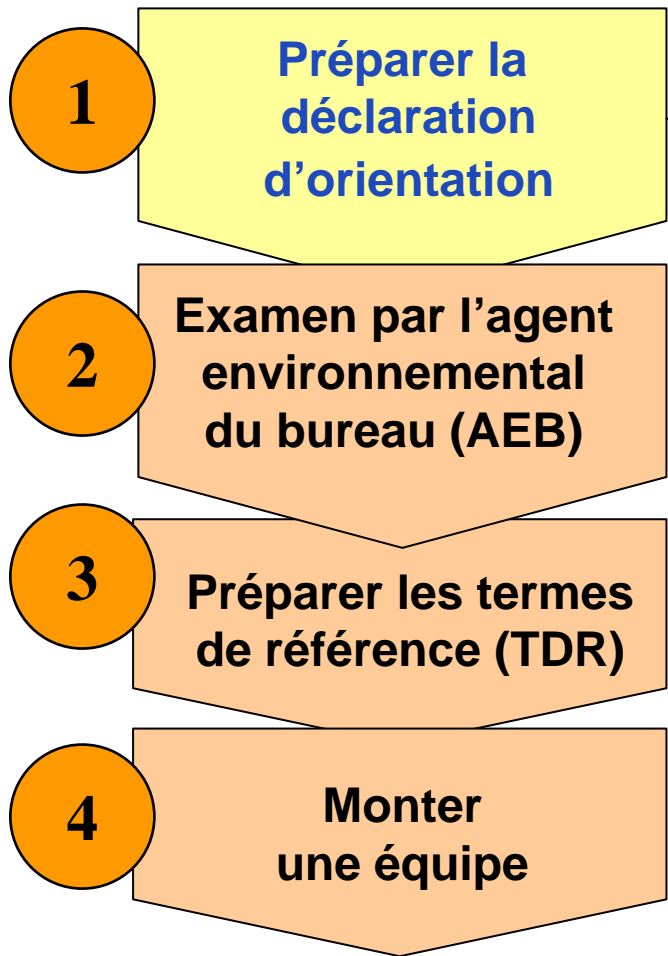 1
Préparer la
déclaration
d’orientation
2
Examen par l’agent
environnemental
du bureau (AEB)
3
Préparer les termes
de référence (TDR)
4
Monter
une équipe